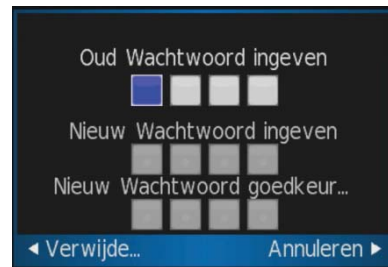 Oud Wachtwoord ingeven
Nieuw Wachtwoord ingeven
Nieuw Wachtwoord goedkeur...
◄ Verwijde... Annuleren ►